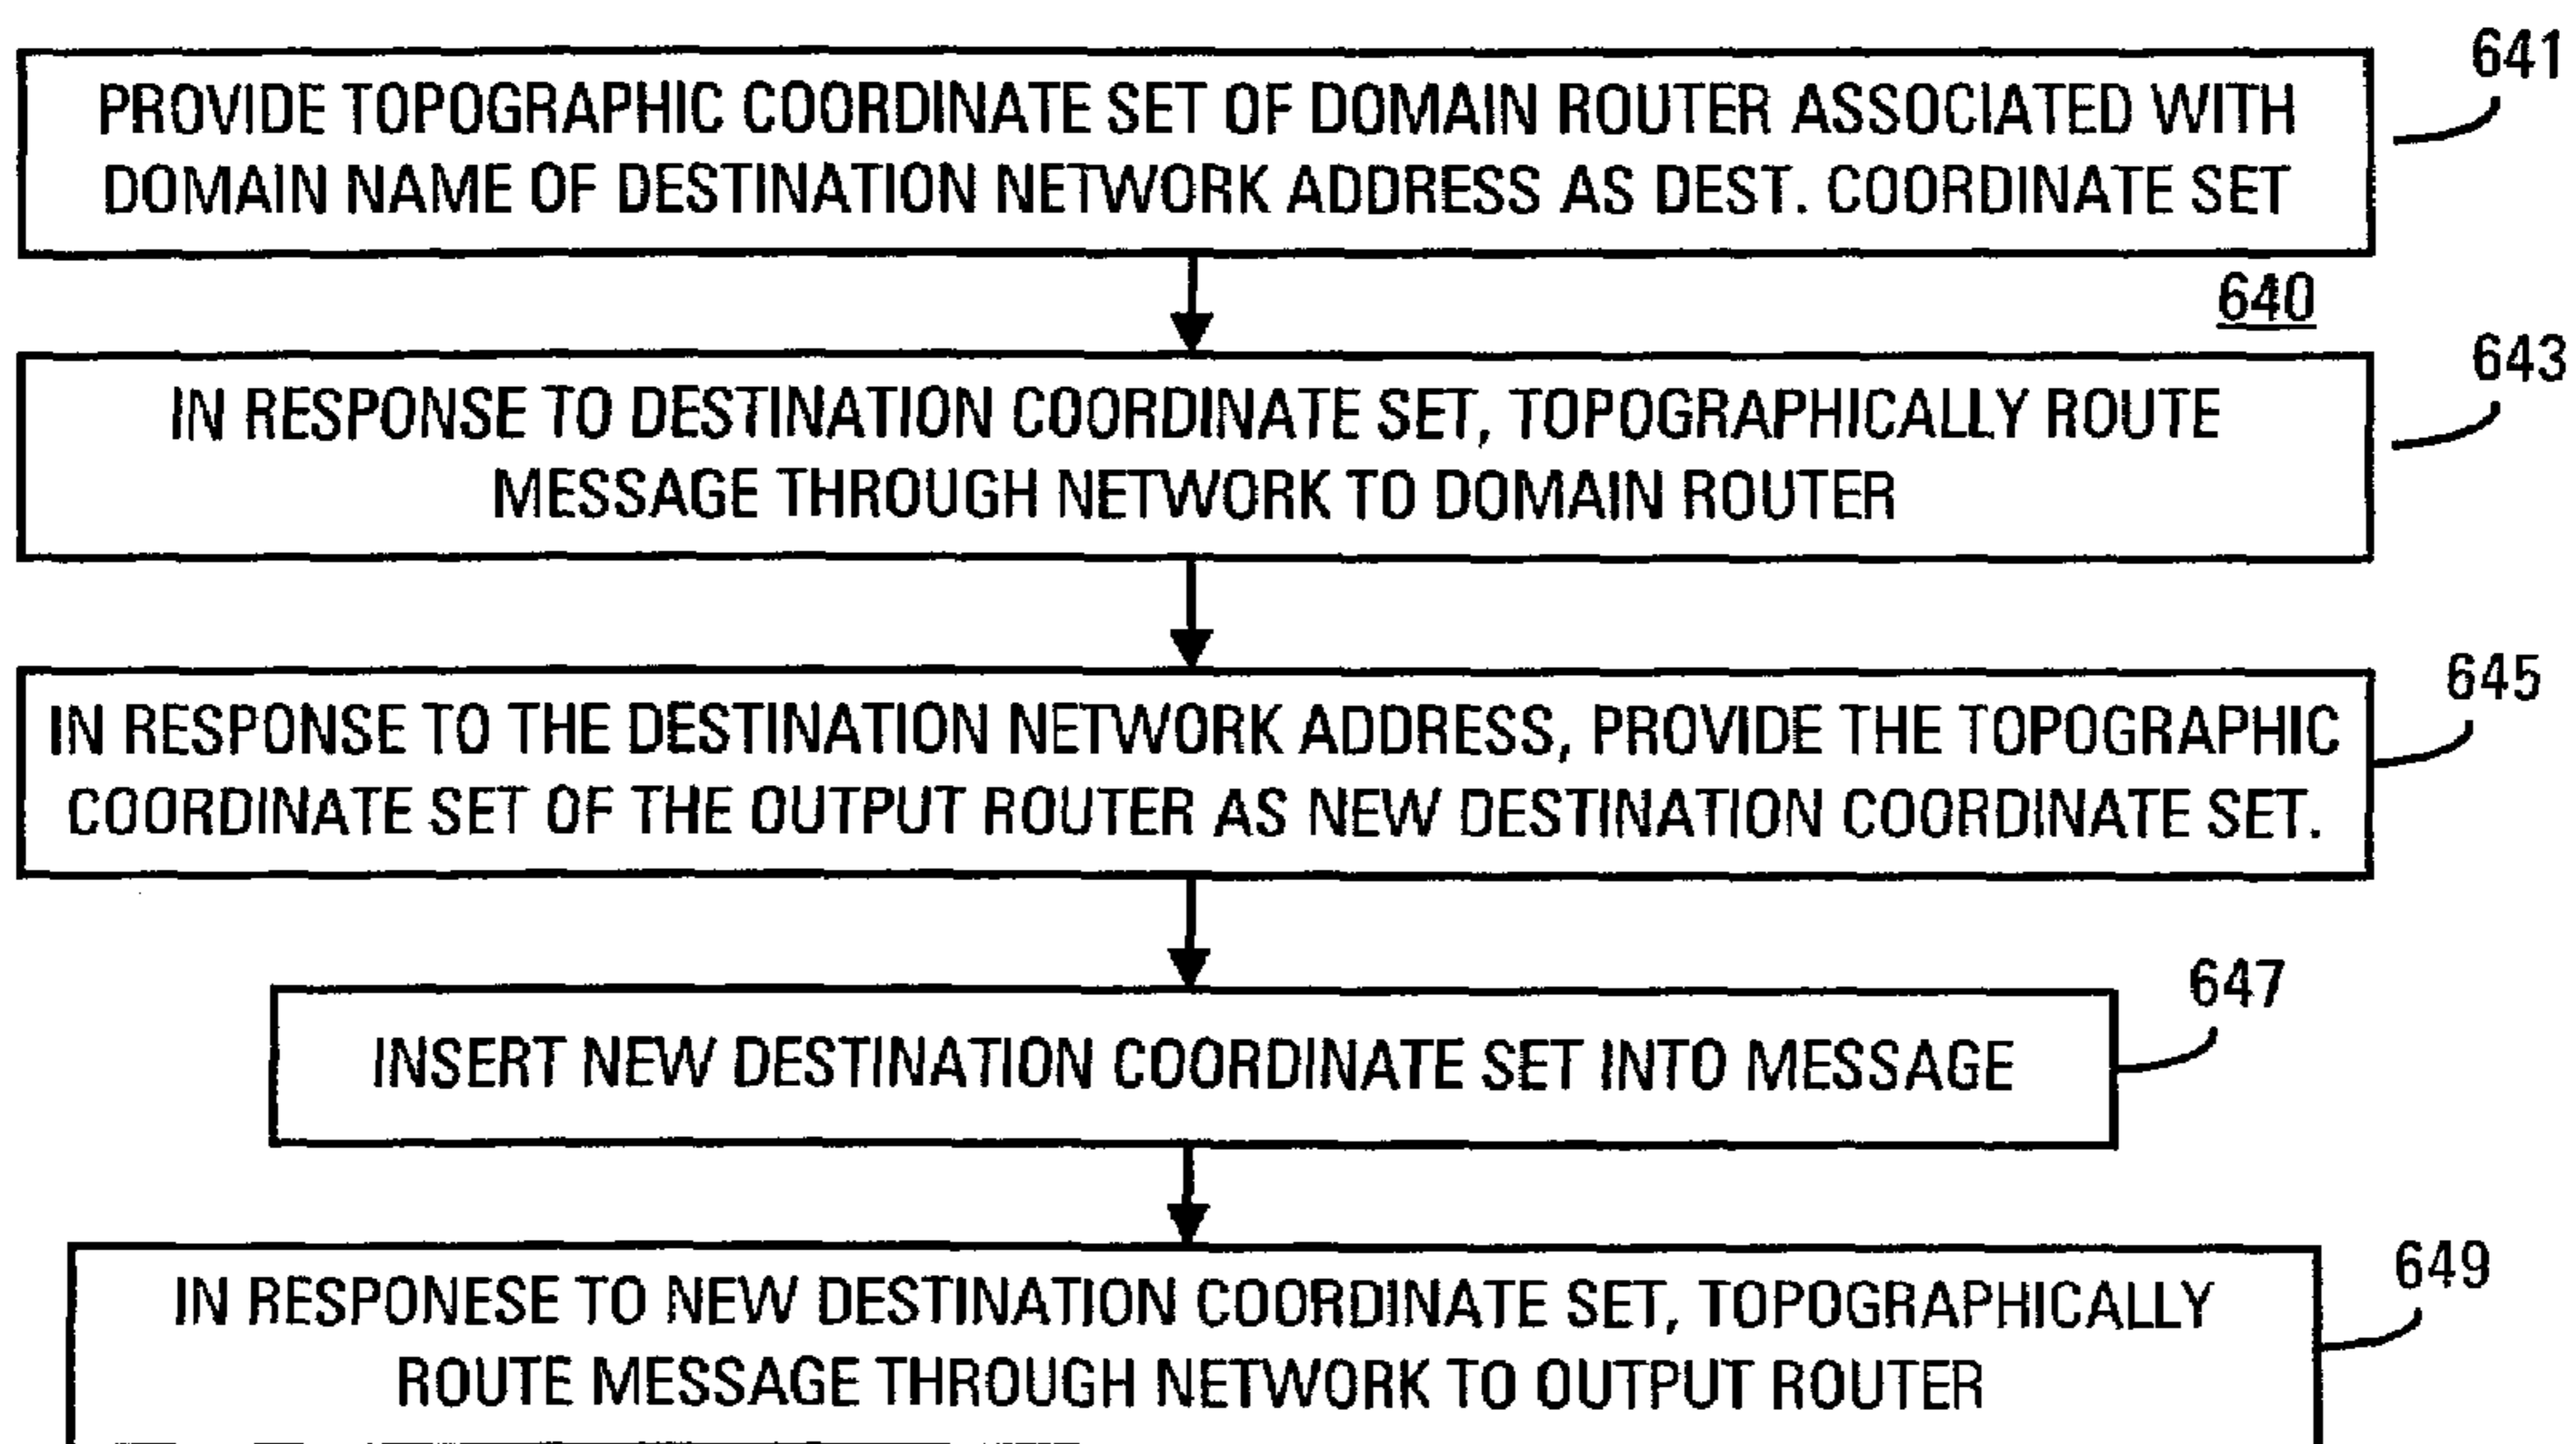 641
PROVIDE TOPOGRAPHIC COORDINATE SET OF DOMAIN ROUTER ASSOCIATED WITH
DOMAIN NAME OF DESTINATION NETWORK ADDRESS AS DEST. COORDINATE SET
640
643
IN RESPONSE TO DESTINATION COORDINATE SET, TOPOGRAPHICALLY ROUTE
MESSAGE THROUGH NETWORK TO DOMAIN ROUTER
645
IN RESPONSE TO THE DESTINATION NETWORK ADDRESS, PROVIDE THE TOPOGRAPHIC
COORDINATE SET OF THE OUTPUT ROUTER AS NEW DESTINATION COORDINATE SET.
647
INSERT NEW DESTINATION COORDINATE SET INTO MESSAGE
649
IN RESPONESE TO NEW DESTINATION COORDINATE SET, TOPOGRAPHICALLY
ROUTE MESSAGE THROUGH NETWORK TO OUTPUT ROUTER